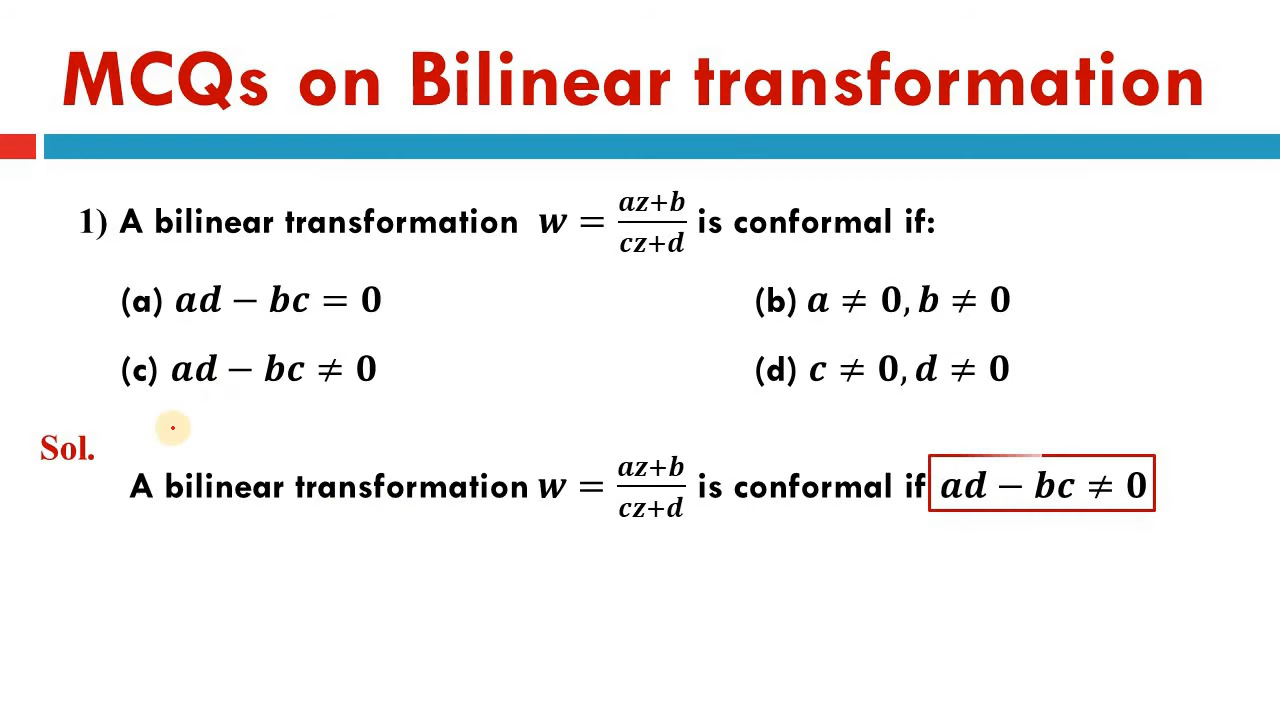 MCQs on Bilinear transformation
1) A bilinear transformation w = az+b/cz+d is conformal if:
(a) ad − bc = 0 (b) a ≠ 0, b ≠ 0
(c) ad − bc ≠ 0 (d) c ≠ 0, d ≠ 0
Sol.
A bilinear transformation w = az+b/cz+d is conformal if ad − bc ≠ 0